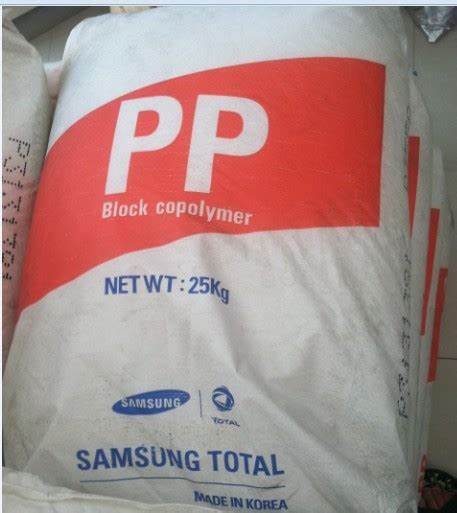 PP
Block copolymer
NET WT : 25Kg
SAMSUNG
TOTAL
SAMSUNG TOTAL
MADE IN KOREA